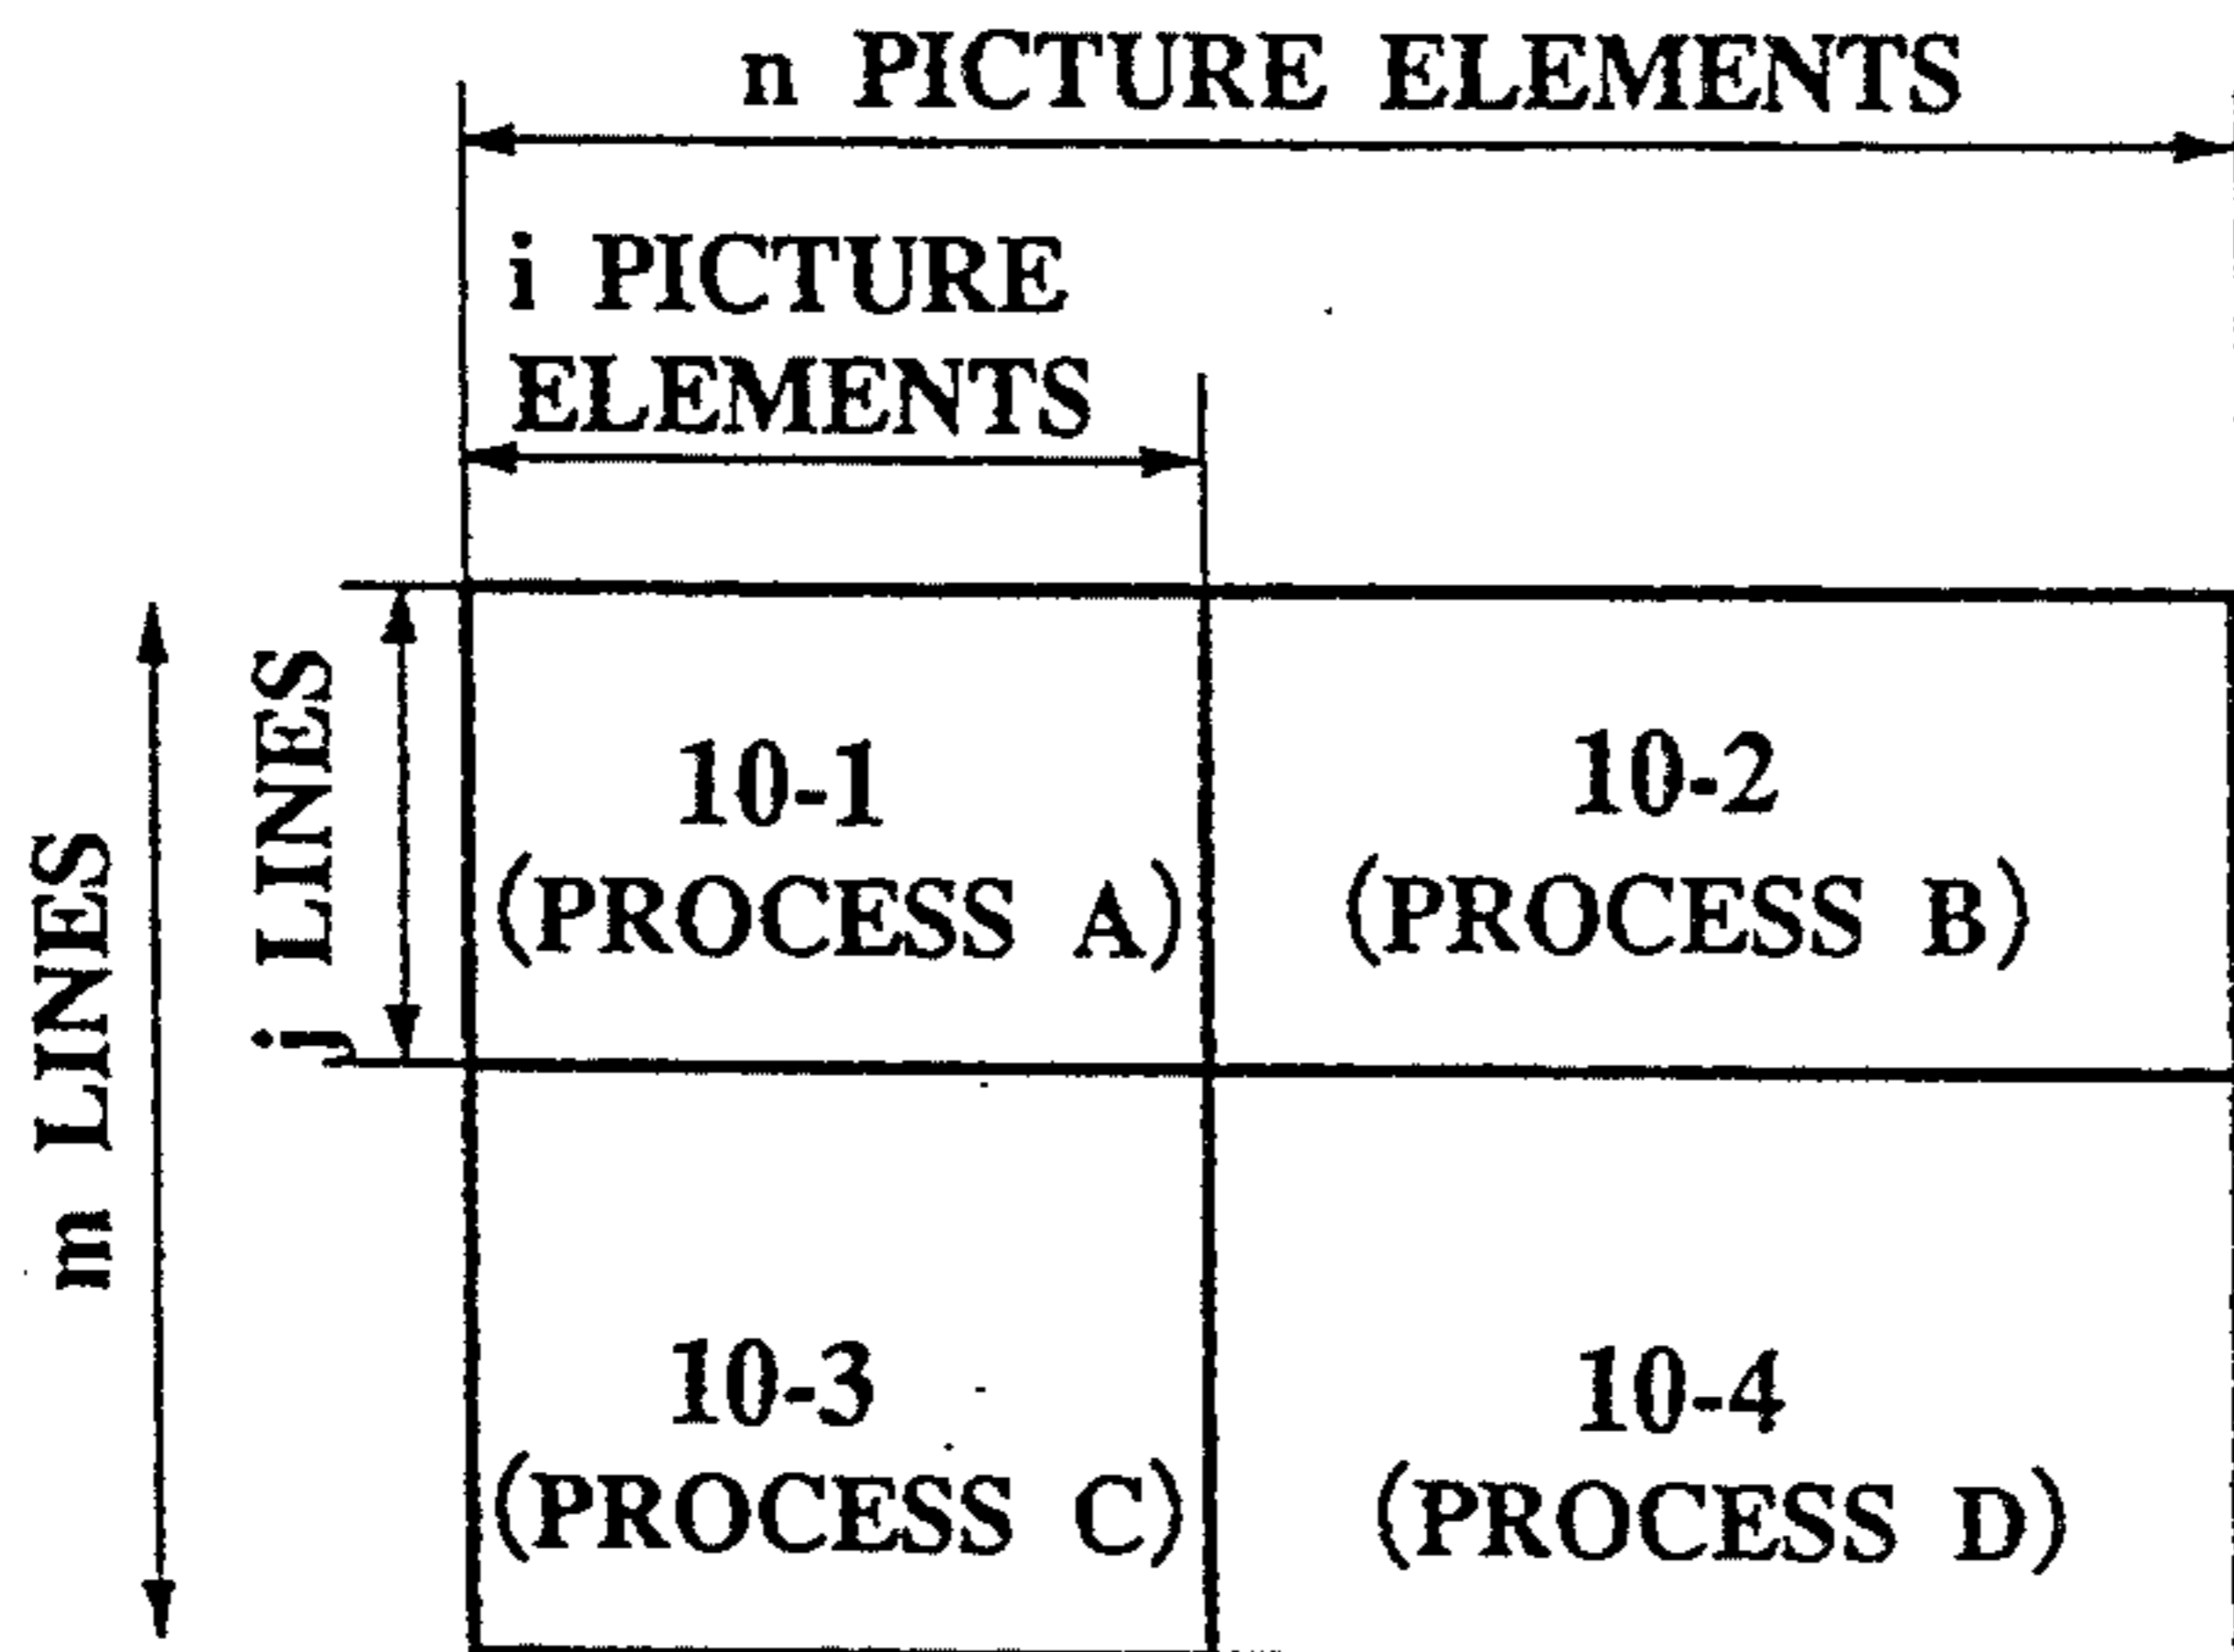 n PICTURE ELEMENTS
i PICTURE
ELEMENTS
m LINES
j LINES
10-1
(PROCESS A)
10-2
(PROCESS B)
10-3
(PROCESS C)
10-4
(PROCESS D)